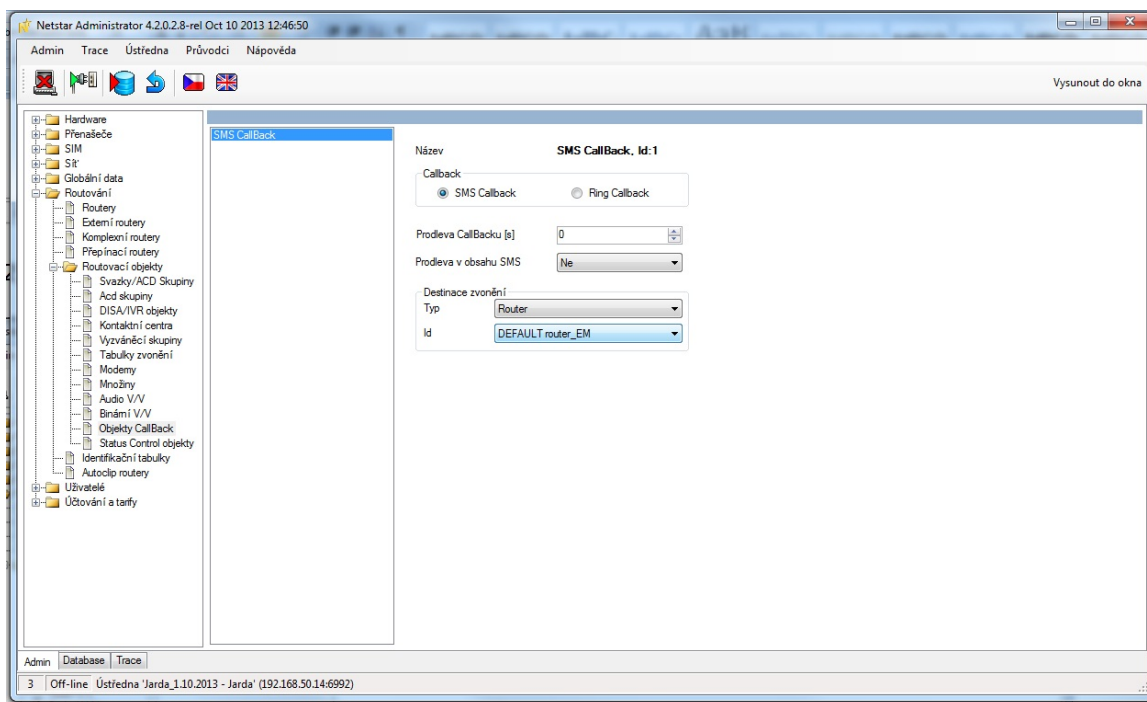 Netstar Administrator 4.2.0.2.8-rel Oct 10 2013 12:46:50
Admin Trace Ústředna Průvodci Nápověda
Vysunout do okna
Hardware
Přenašeče
SIM
Síť
Globální data
Routování
Routery
Externí routery
Komplexní routery
Přepínací routery
Routovací objekty
Svazky/ACD Skupiny
Acd skupiny
DISA/IVR objekty
Kontaktní centra
Vyzváněcí skupiny
Tabulky zvonění
Modemy
Množiny
Audio V/V
Binární V/V
Objekty CallBack
Status Control objekty
Identifikační tabulky
Autoclip routery
Uživatelé
Účtování a tarify
SMS CallBack
Název SMS CallBack, Id:1
Callback
SMS Callback Ring Callback
Prodleva CallBacku [s] 0
Prodleva v obsahu SMS Ne
Destinace zvonění
Typ Router
Id DEFAULT router_EM
Admin Database Trace
3 Off-line Ústředna 'Jarda_1.10.2013 - Jarda' (192.168.50.14:6992)